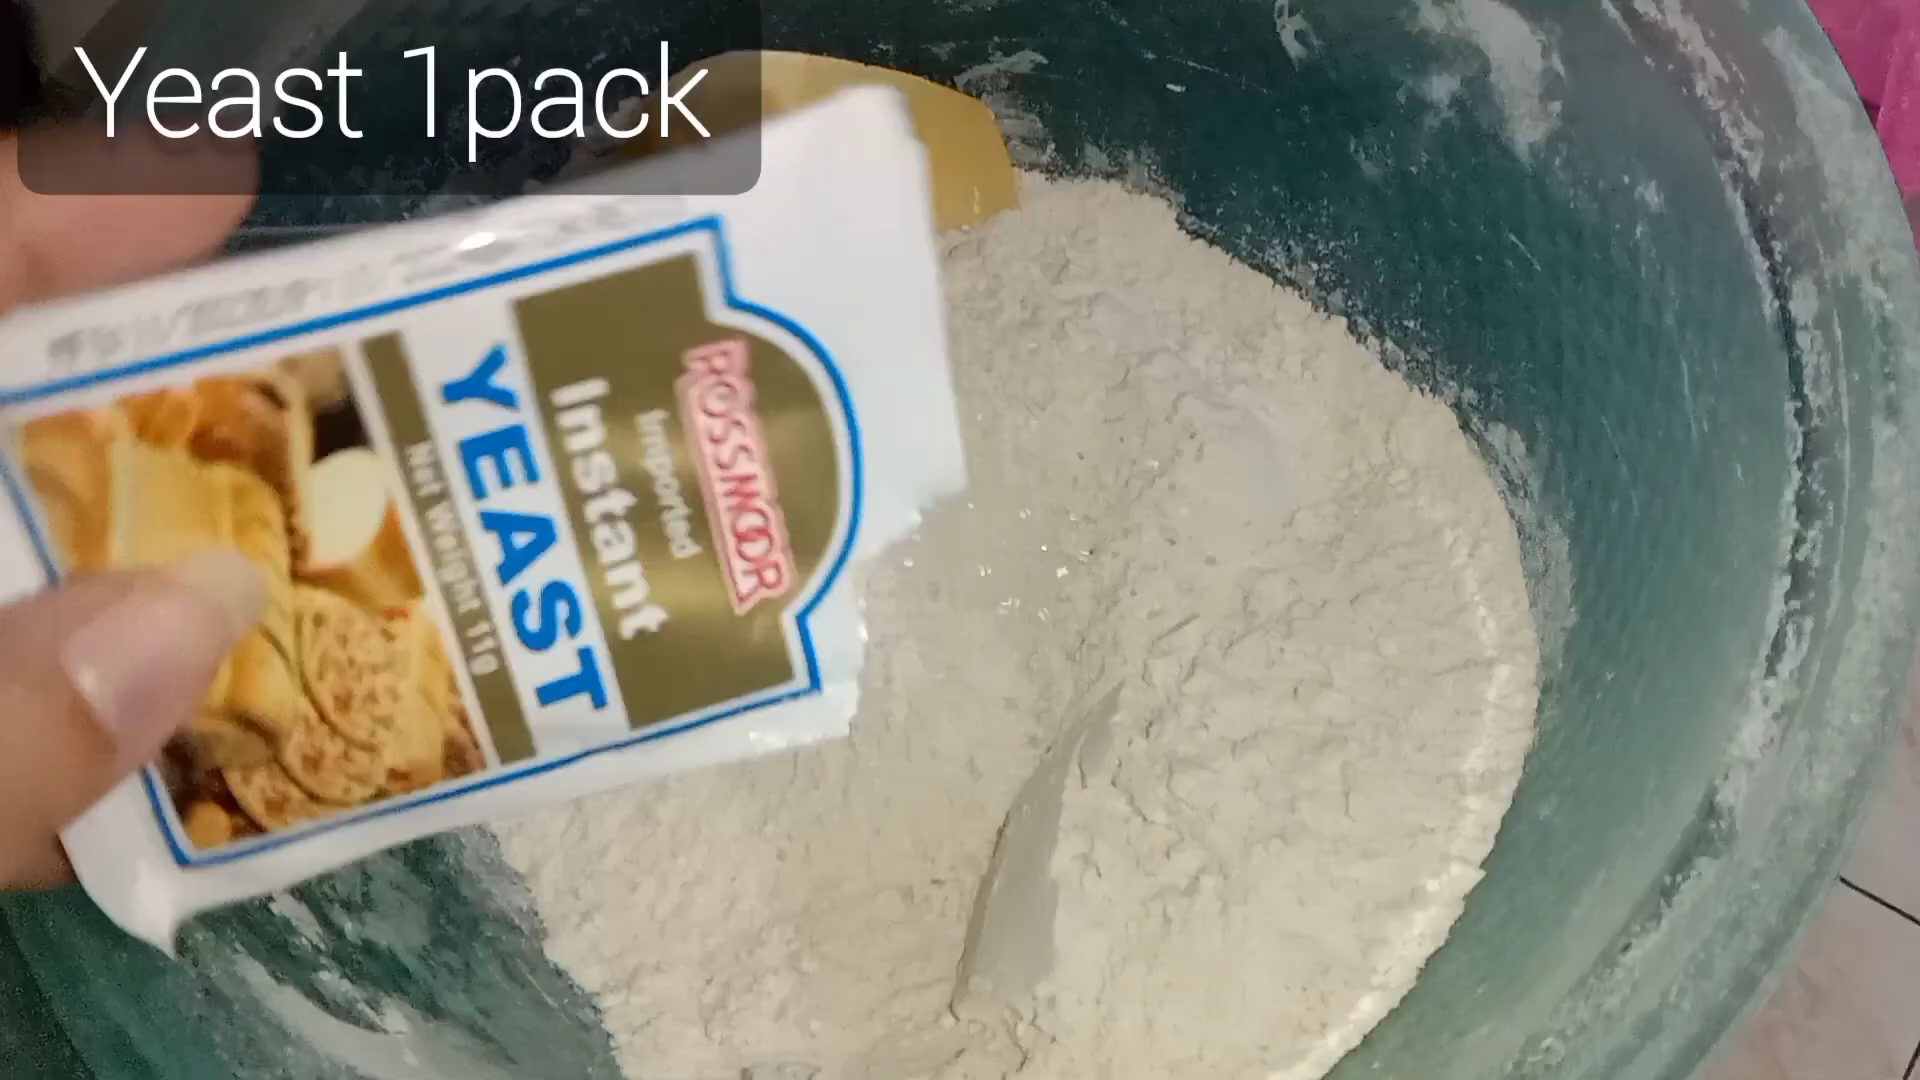 Yeast 1pack
ROSSMOOR
Imported
Instant
YEAST
Net Weight 11g